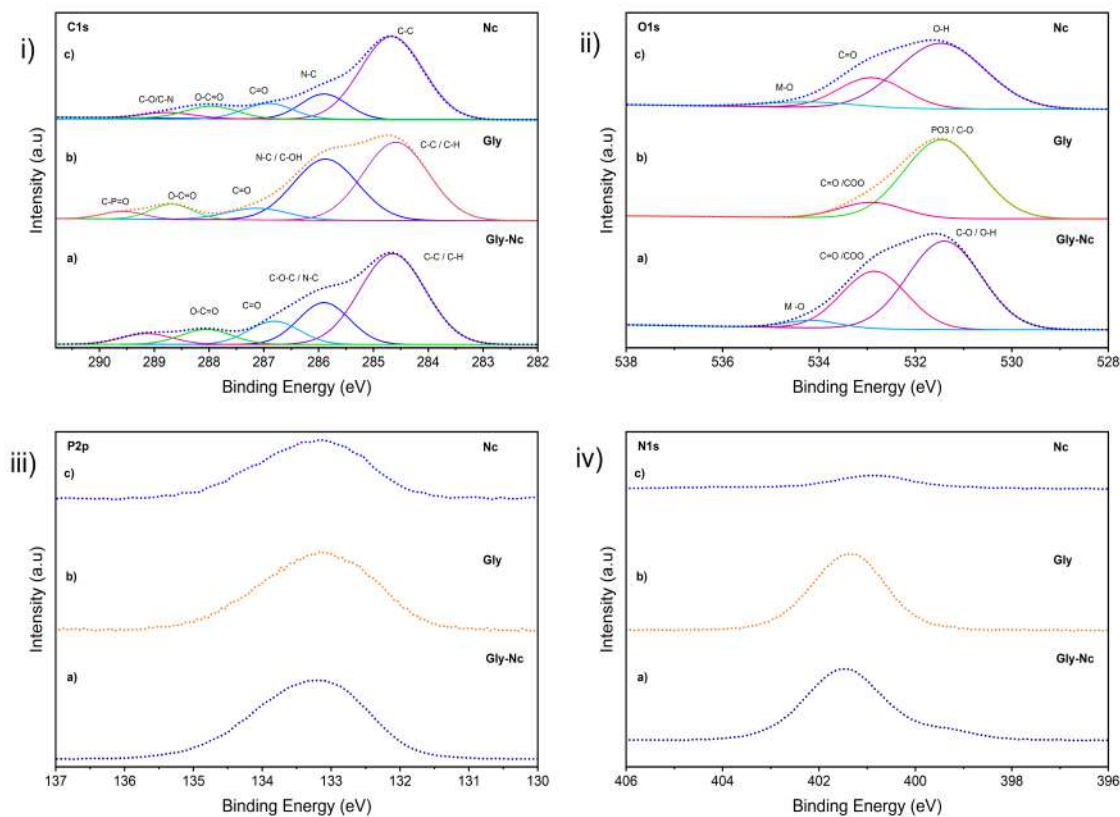 i)
C1s
Nc
c)
C-C
N-C
C=O
O-C=O
C-O/C-N
Gly
b)
C-C / C-H
N-C / C-OH
C=O
O-C=O
C-P=O
Gly-Nc
a)
C-C / C-H
C-O-C / N-C
C=O
O-C=O
Intensity (a.u)
290 289 288 287 286 285 284 283 282
Binding Energy (eV)
ii)
O1s
Nc
c)
O-H
C=O
M-O
Gly
b)
PO3 / C-O
C=O /COO
Gly-Nc
a)
C-O / O-H
C=O /COO
M -O
Intensity (a.u)
538 536 534 532 530 528
Binding Energy (eV)
iii)
P2p
Nc
c)
Gly
b)
Gly-Nc
a)
Intensity (a.u)
137 136 135 134 133 132 131 130
Binding Energy (eV)
iv)
N1s
Nc
c)
Gly
b)
Gly-Nc
a)
Intensity (a.u)
406 404 402 400 398 396
Binding Energy (eV)